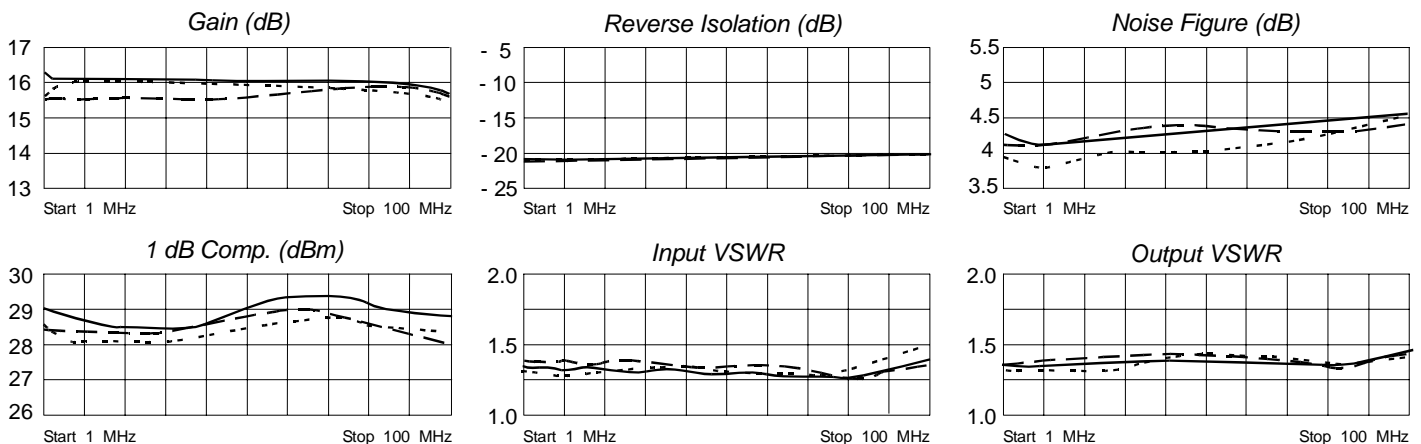 Gain (dB)
17
16
15
14
13
Start 1 MHz
Stop 100 MHz
Reverse Isolation (dB)
- 5
- 10
- 15
- 20
- 25
Start 1 MHz
Stop 100 MHz
Noise Figure (dB)
5.5
5
4.5
4
3.5
Start 1 MHz
Stop 100 MHz
1 dB Comp. (dBm)
30
29
28
27
26
Start 1 MHz
Stop 100 MHz
Input VSWR
2.0
1.5
1.0
Start 1 MHz
Stop 100 MHz
Output VSWR
2.0
1.5
1.0
Start 1 MHz
Stop 100 MHz